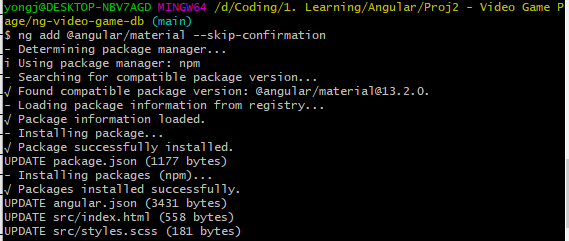 yongj@DESKTOP-NBV7AGD MINGW64 /d/Coding/1. Learning/Angular/Proj2 - Video Game P
age/ng-video-game-db (main)
$ ng add @angular/material --skip-confirmation
- Determining package manager...
i Using package manager: npm
- Searching for compatible package version...
√ Found compatible package version: @angular/material@13.2.0.
- Loading package information from registry...
√ Package information loaded.
- Installing package...
√ Package successfully installed.
UPDATE package.json (1177 bytes)
- Installing packages (npm)...
√ Packages installed successfully.
UPDATE angular.json (3431 bytes)
UPDATE src/index.html (558 bytes)
UPDATE src/styles.scss (181 bytes)